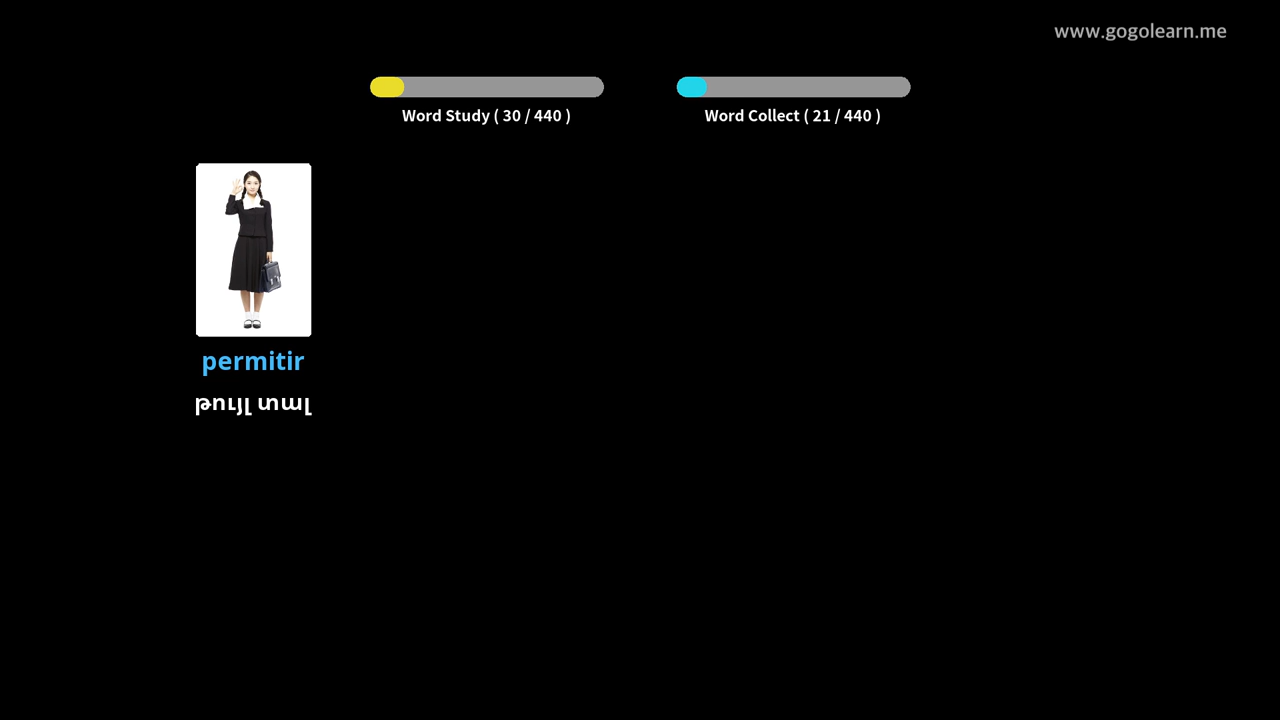 www.gogolearn.me
Word Study ( 30 / 440 )
Word Collect ( 21 / 440 )
permitir
թույլ տալ